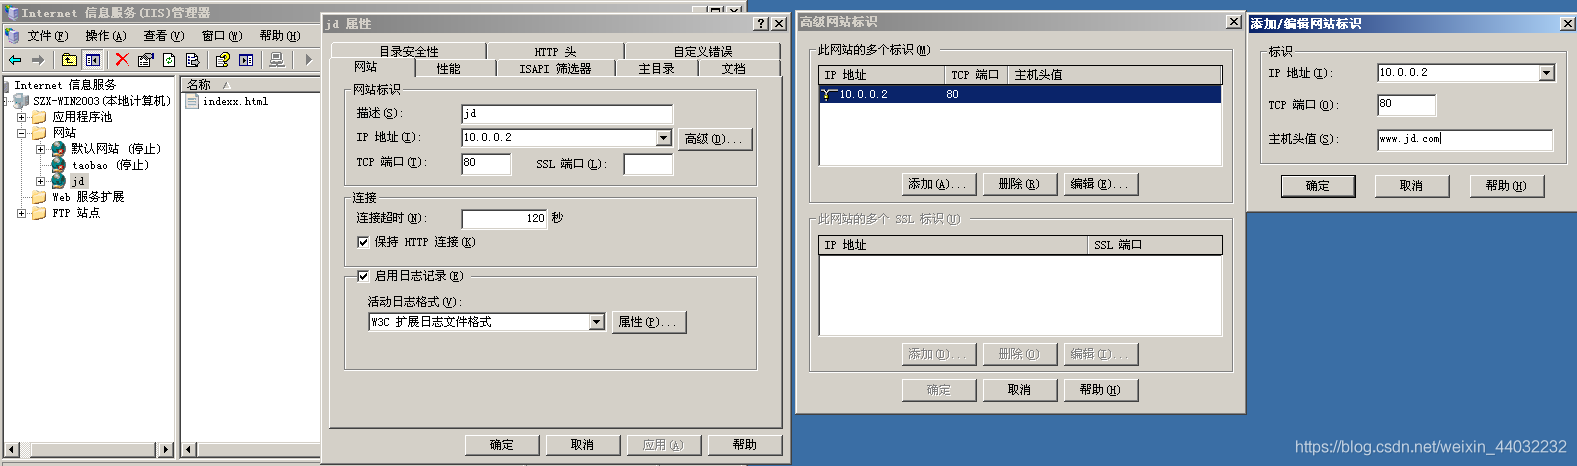 Internet 信息服务(IIS)管理器
文件(F) 操作(A) 查看(V) 窗口(W) 帮助(H)
Internet 信息服务
SZX-WIN2003(本地计算机)
应用程序池
网站
默认网站 (停止)
taobao (停止)
jd
Web 服务扩展
FTP 站点
名称
indexx.html
jd 属性
目录安全性 HTTP 头 自定义错误
网站 性能 ISAPI 筛选器 主目录 文档
网站标识
描述(S): jd
IP 地址(I): 10.0.0.2 高级(D)...
TCP 端口(T): 80 SSL 端口(L):
连接
连接超时(N): 120 秒
保持 HTTP 连接(K)
启用日志记录(E)
活动日志格式(V):
W3C 扩展日志文件格式 属性(P)...
确定 取消 应用(A) 帮助
高级网站标识
此网站的多个标识(M)
IP 地址 TCP 端口 主机头值
10.0.0.2 80
添加(A)... 删除(R) 编辑(E)...
此网站的多个 SSL 标识(U)
IP 地址 SSL 端口
添加(D)... 删除(O) 编辑(I)...
确定 取消 帮助(H)
添加/编辑网站标识
标识
IP 地址(I): 10.0.0.2
TCP 端口(O): 80
主机头值(S): www.jd.com
确定 取消 帮助(H)
https://blog.csdn.net/weixin_44032232